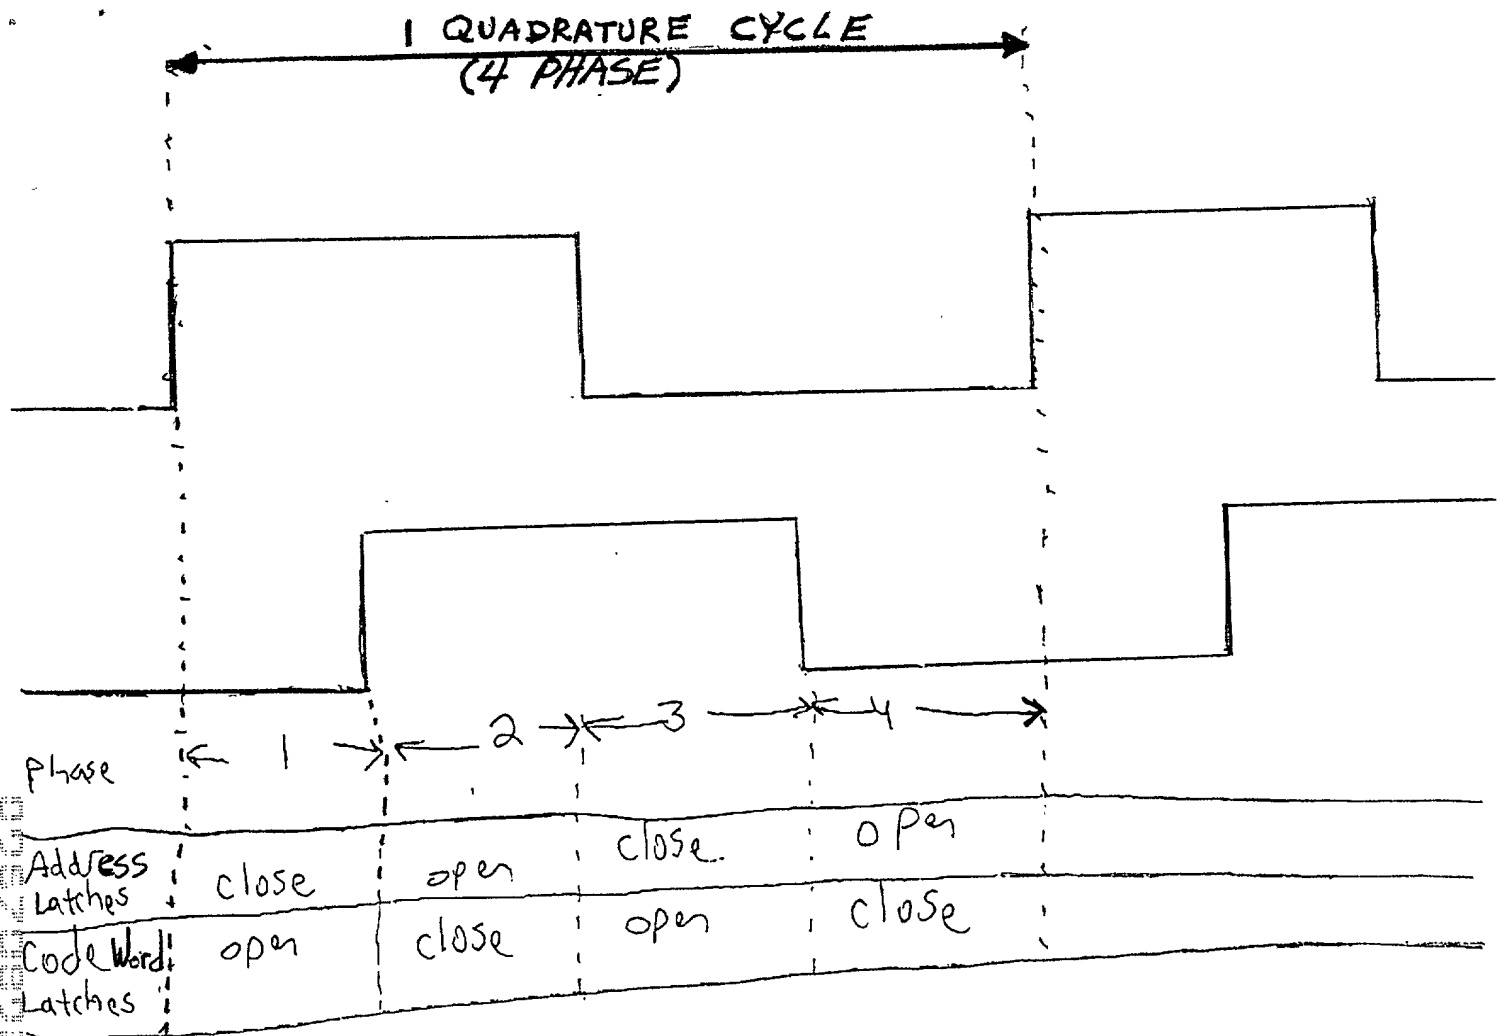 1 QUADRATURE CYCLE
(4 PHASE)
Phase 1 2 3 4
Address
Latches close open close. open
Code Word
Latches open close open close